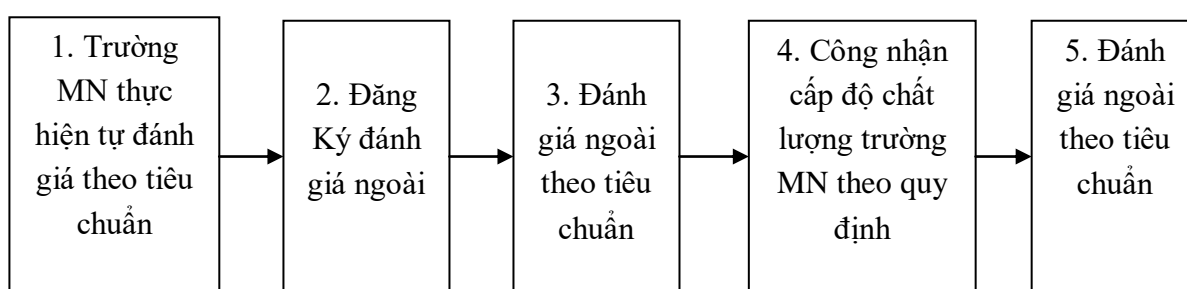 1. Trường
MN thực
hiện tự đánh
giá theo tiêu
chuẩn
2. Đăng
Ký đánh
giá ngoài
3. Đánh
giá ngoài
theo tiêu
chuẩn
4. Công nhận
cấp độ chất
lượng trường
MN theo quy
định
5. Đánh
giá ngoài
theo tiêu
chuẩn